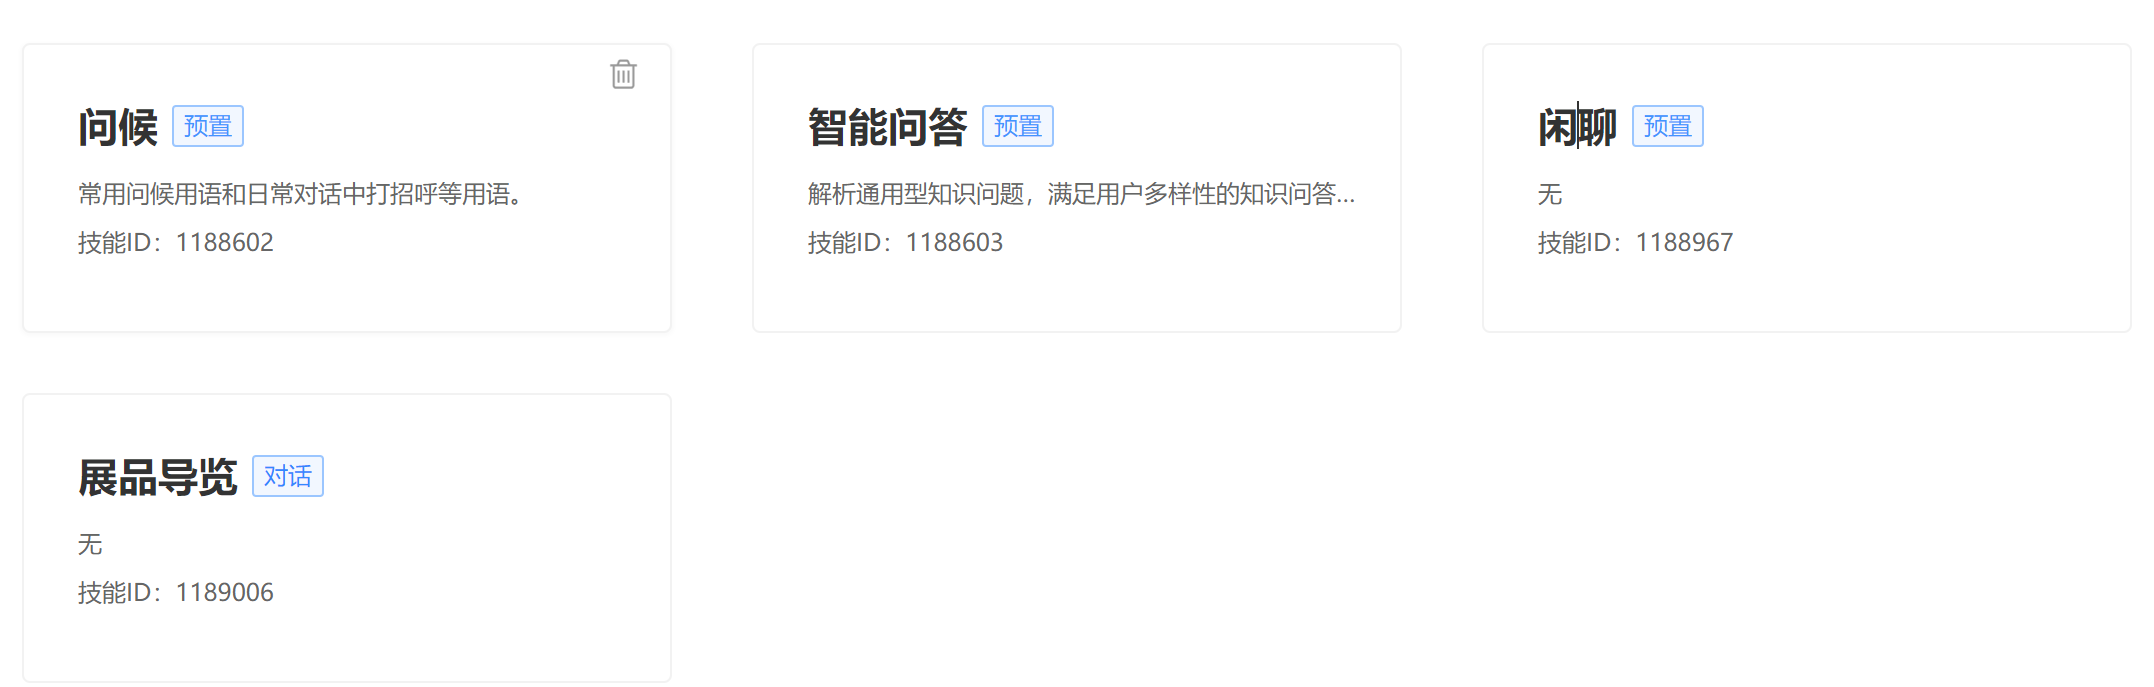 问候 预置
常用问候用语和日常对话中打招呼等用语。
技能ID：1188602
智能问答 预置
解析通用型知识问题，满足用户多样性的知识问答...
技能ID：1188603
闲聊 预置
无
技能ID：1188967
展品导览 对话
无
技能ID：1189006